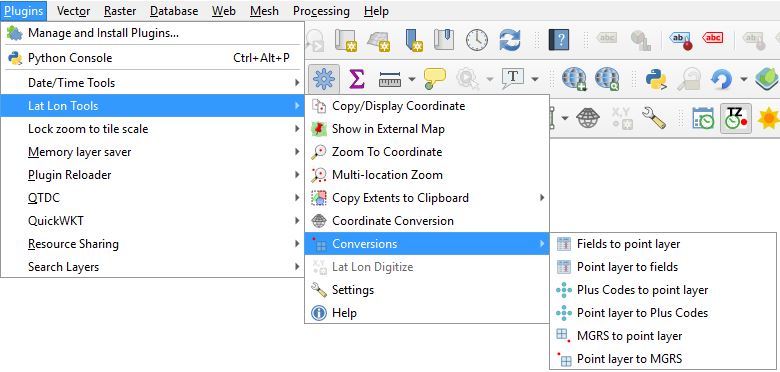 Plugins Vector Raster Database Web Mesh Processing Help
Manage and Install Plugins...
Python Console Ctrl+Alt+P
Date/Time Tools
Lat Lon Tools
Lock zoom to tile scale
Memory layer saver
Plugin Reloader
QTDC
QuickWKT
Resource Sharing
Search Layers
abc abc abc
T
X,Y TZ
Copy/Display Coordinate
Show in External Map
Zoom To Coordinate
Multi-location Zoom
Copy Extents to Clipboard
Coordinate Conversion
Conversions
Lat Lon Digitize
Settings
Help
Fields to point layer
Point layer to fields
Plus Codes to point layer
Point layer to Plus Codes
MGRS to point layer
Point layer to MGRS